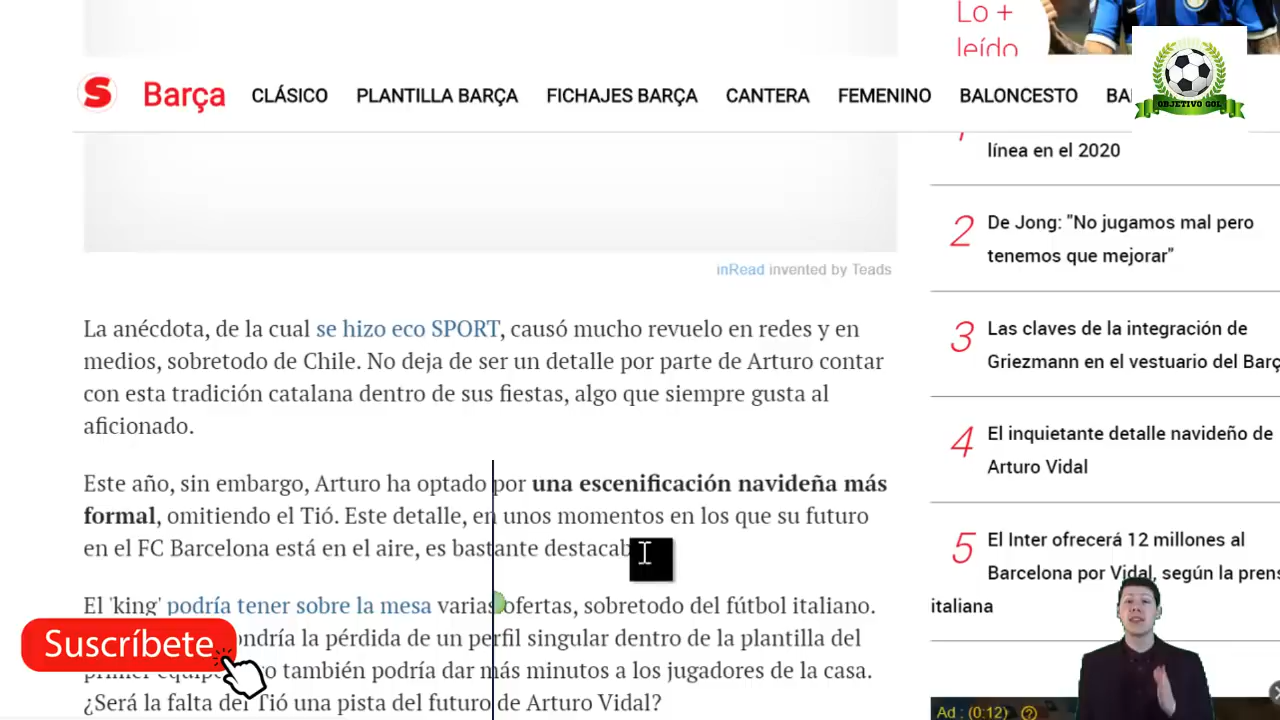 Lo +
leído
OBJETIVO GOL
S Barça CLÁSICO PLANTILLA BARÇA FICHAJES BARÇA CANTERA FEMENINO BALONCESTO
línea en el 2020
2 De Jong: "No jugamos mal pero
tenemos que mejorar"
inRead invented by Teads
3 Las claves de la integración de
Griezmann en el vestuario del Barç
4 El inquietante detalle navideño de
Arturo Vidal
5 El Inter ofrecerá 12 millones al
Barcelona por Vidal, según la prens
italiana
La anécdota, de la cual se hizo eco SPORT, causó mucho revuelo en redes y en
medios, sobretodo de Chile. No deja de ser un detalle por parte de Arturo contar
con esta tradición catalana dentro de sus fiestas, algo que siempre gusta al
aficionado.
Este año, sin embargo, Arturo ha optado por una escenificación navideña más
formal, omitiendo el Tió. Este detalle, en unos momentos en los que su futuro
en el FC Barcelona está en el aire, es bastante destacab
El 'king' podría tener sobre la mesa varias ofertas, sobretodo del fútbol italiano.
la pérdida de un perfil singular dentro de la plantilla del
también podría dar más minutos a los jugadores de la casa.
¿Será la falta del Tió una pista del futuro de Arturo Vidal?
Suscríbete
Ad : (0:12)